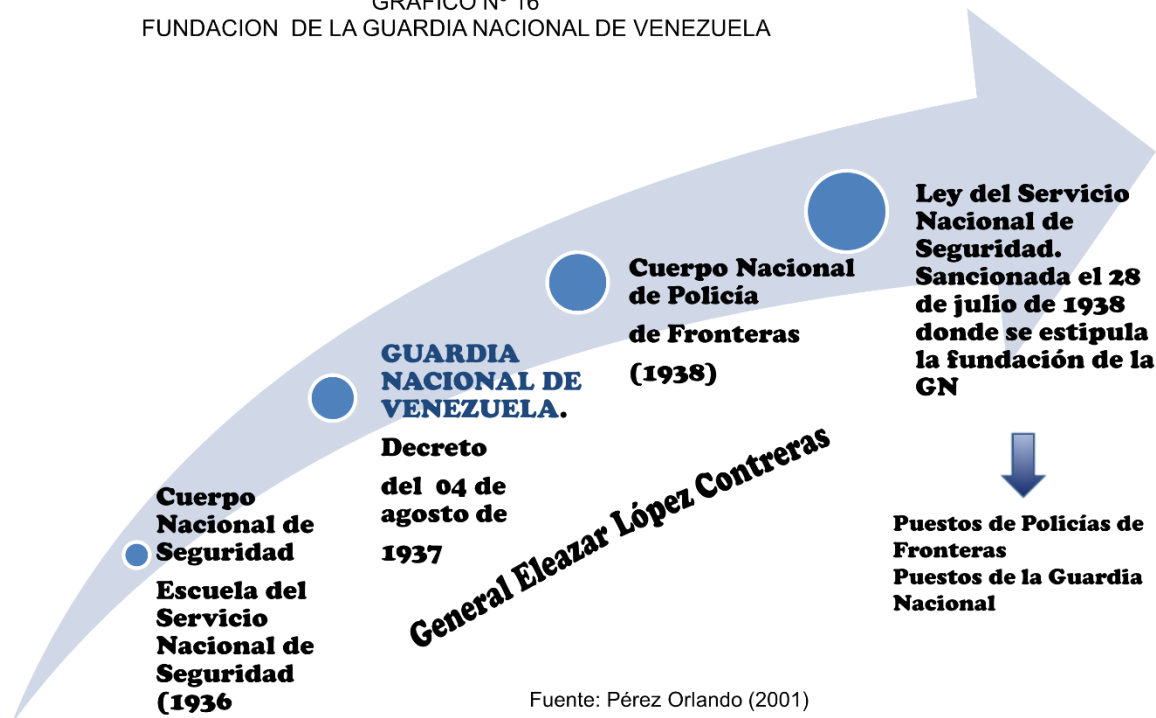 GRAFICO Nº 16
FUNDACION DE LA GUARDIA NACIONAL DE VENEZUELA
Cuerpo
Nacional de
Seguridad
Escuela del
Servicio
Nacional de
Seguridad
(1936
GUARDIA
NACIONAL DE
VENEZUELA.
Decreto
del 04 de
agosto de
1937
Cuerpo Nacional
de Policía
de Fronteras
(1938)
Ley del Servicio
Nacional de
Seguridad.
Sancionada el 28
de julio de 1938
donde se estipula
la fundación de la
GN
Puestos de Policías de
Fronteras
Puestos de la Guardia
Nacional
General Eleazar López Contreras
Fuente: Pérez Orlando (2001)